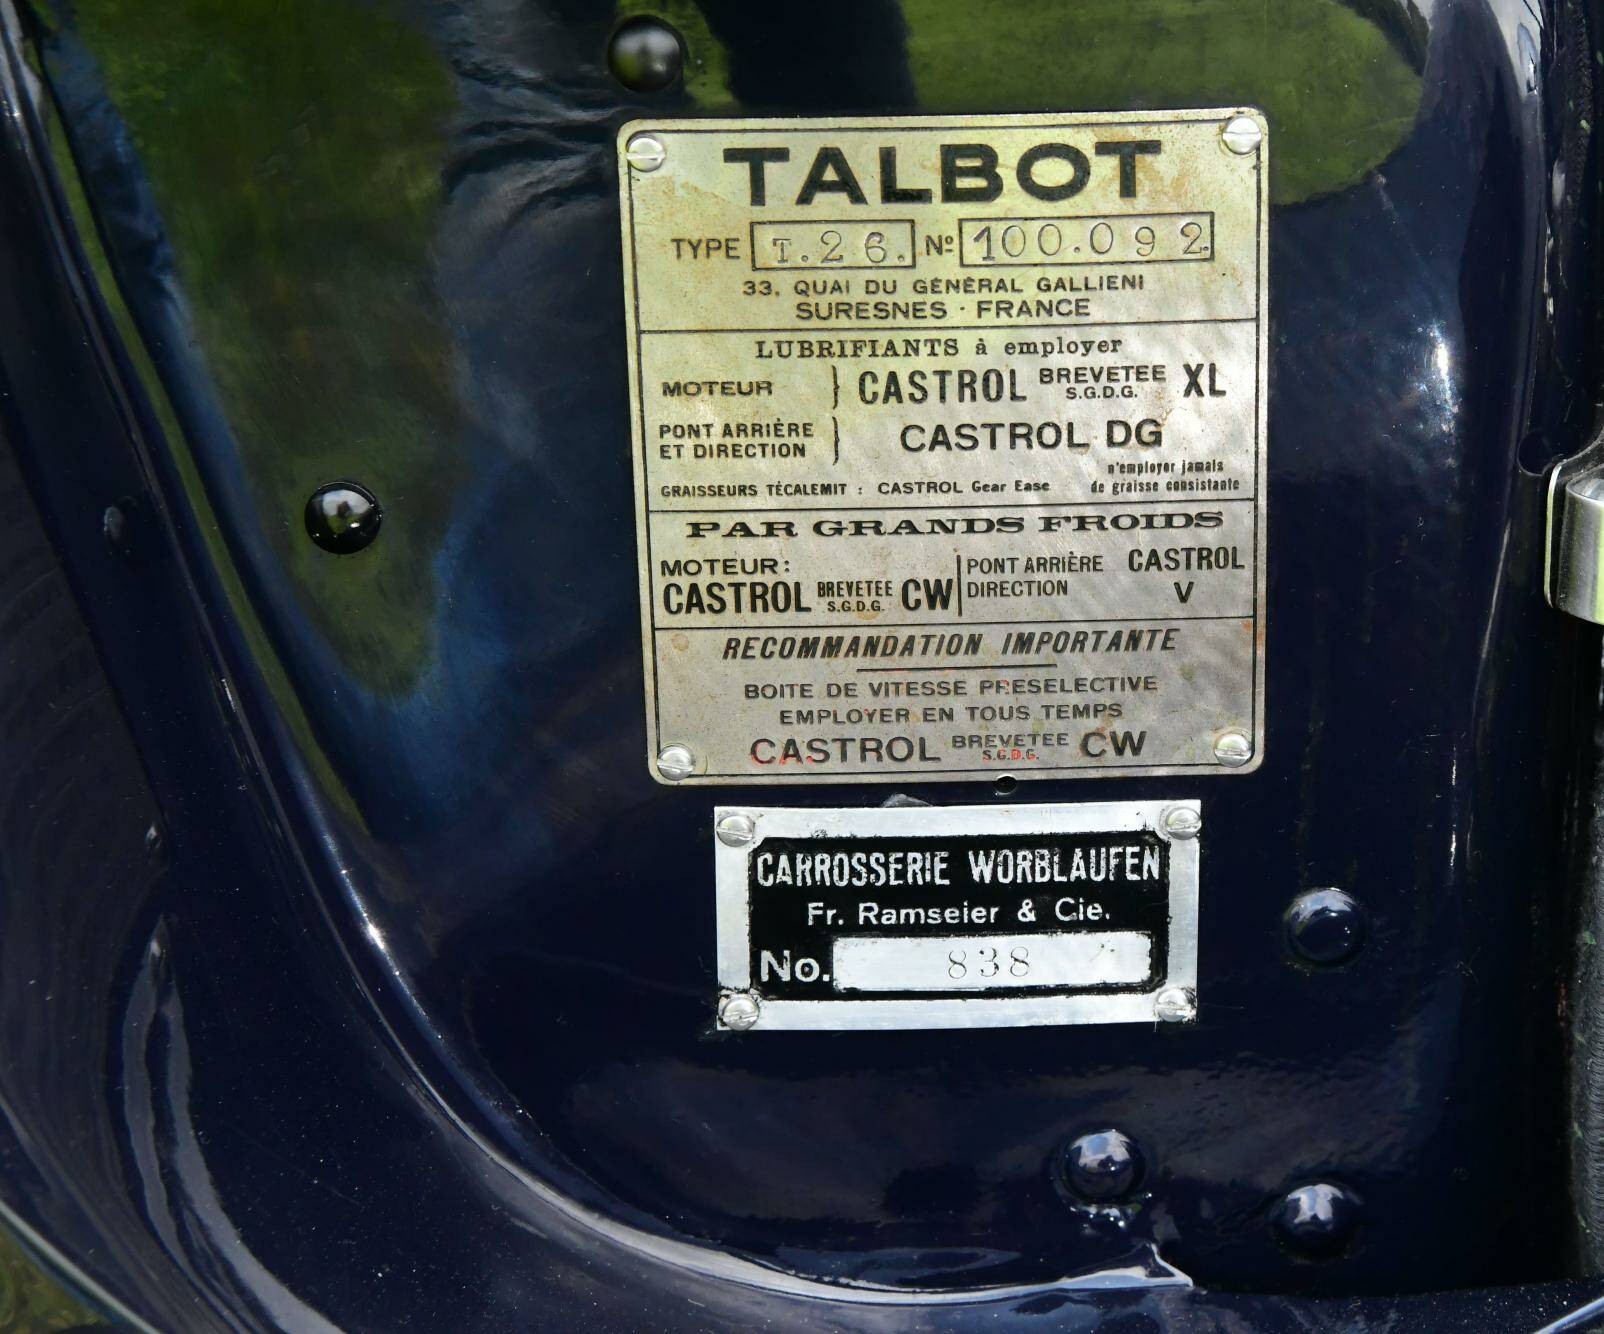 TALBOT
TYPE T.26. Nº 100.092
33, QUAI DU GÉNÉRAL GALLIENI
SURESNES · FRANCE
LUBRIFIANTS à employer
MOTEUR } CASTROL BREVETEE S.G.D.G. XL
PONT ARRIÈRE ET DIRECTION } CASTROL DG
GRAISSEURS TÉCALEMIT : CASTROL Gear Ease n'employer jamais de graisse consistante
PAR GRANDS FROIDS
MOTEUR: CASTROL BREVETEE S.G.D.G. CW
PONT ARRIÈRE DIRECTION CASTROL V
RECOMMANDATION IMPORTANTE
BOITE DE VITESSE PRESELECTIVE
EMPLOYER EN TOUS TEMPS
CASTROL BREVETEE S.G.D.G. CW
CARROSSERIE WORBLAUFEN
Fr. Ramseier & Cie.
No. 838